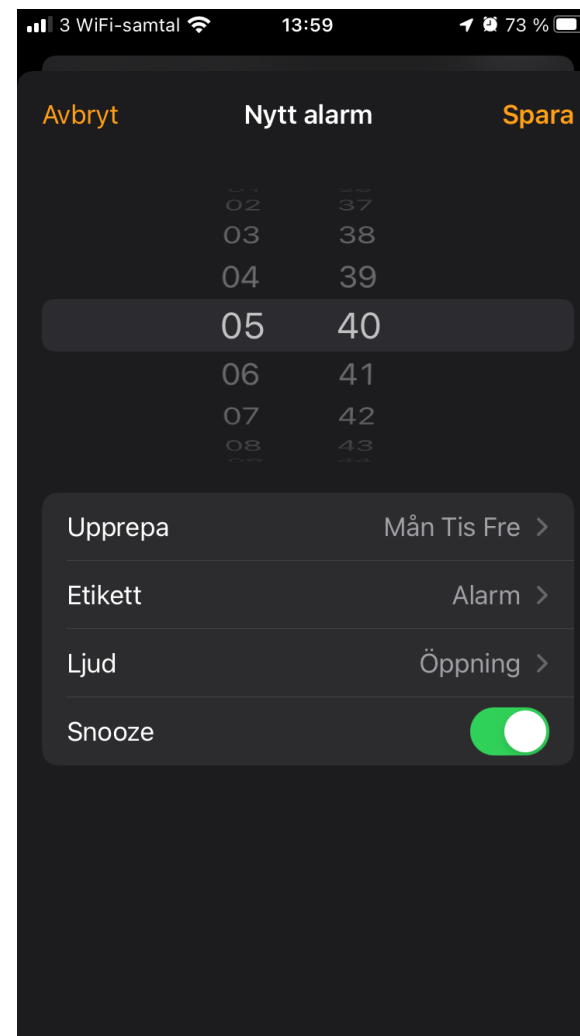 3 WiFi-samtal 13:59 73 %
Avbryt Nytt alarm Spara
02 37
03 38
04 39
05 40
06 41
07 42
08 43
Upprepa Mån Tis Fre
Etikett Alarm
Ljud Öppning
Snooze